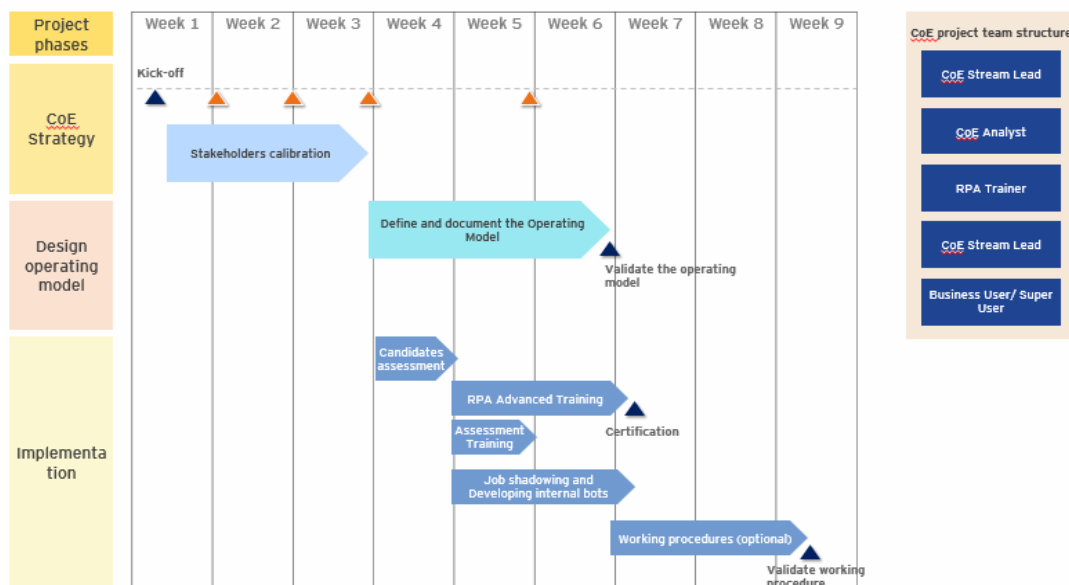 Project
phases
Week 1
Week 2
Week 3
Week 4
Week 5
Week 6
Week 7
Week 8
Week 9
CoE project team structure
Kick-off
CoE
Strategy
Stakeholders calibration
Design
operating
model
Define and document the Operating
Model
Validate the operating
model
Implementa
tion
Candidates
assessment
RPA Advanced Training
Certification
Assessment
Training
Job shadowing and
Developing internal bots
Working procedures (optional)
Validate working
procedure
CoE Stream Lead
CoE Analyst
RPA Trainer
CoE Stream Lead
Business User/ Super
User